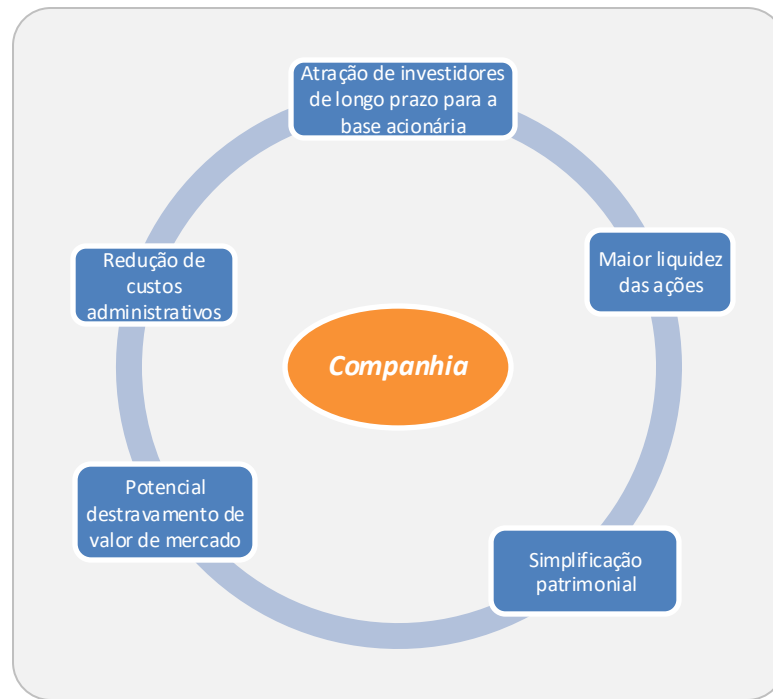 Atração de investidores
de longo prazo para a
base acionária
Maior liquidez
das ações
Simplificação
patrimonial
Potencial
destravamento de
valor de mercado
Redução de
custos
administrativos
Companhia